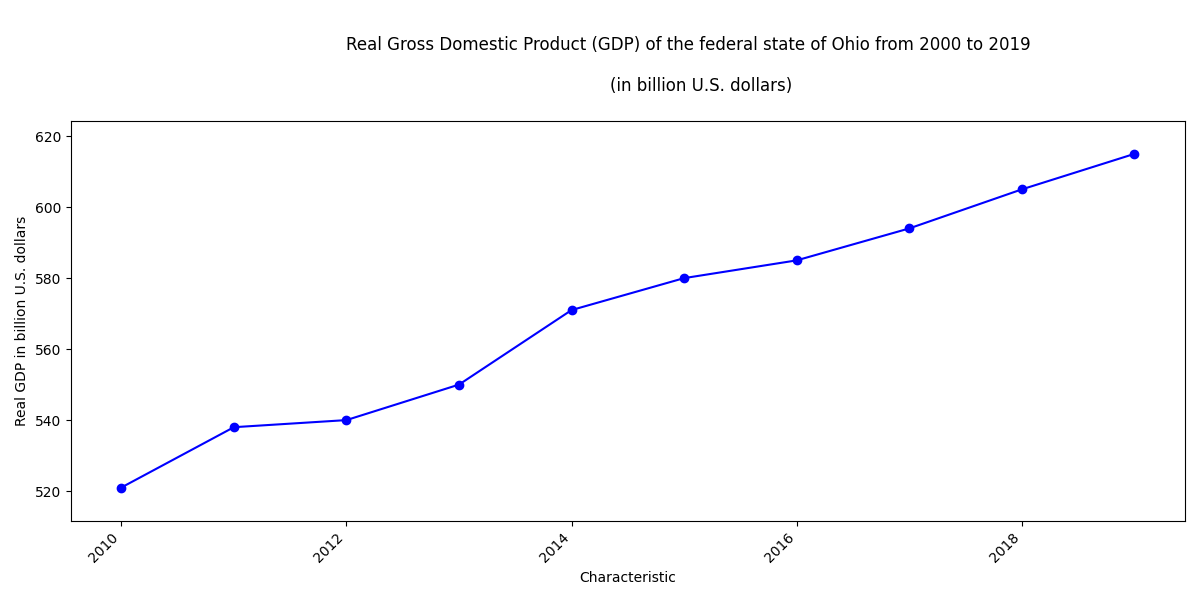 Real Gross Domestic Product (GDP) of the federal state of Ohio from 2000 to 2019
(in billion U.S. dollars)
620
600
580
560
540
520
Real GDP in billion U.S. dollars
2010
2012
2014
2016
2018
Characteristic